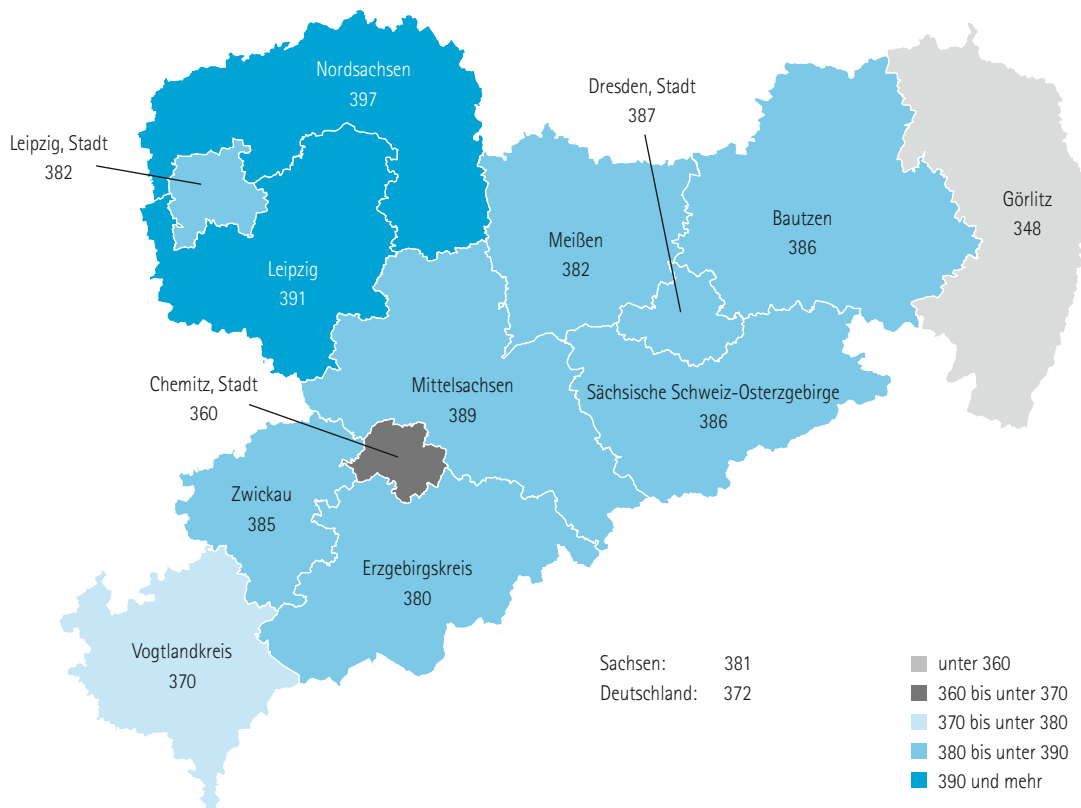 Nordsachsen
397
Dresden, Stadt
387
Leipzig, Stadt
382
Görlitz
348
Bautzen
386
Meißen
382
Leipzig
391
Chemitz, Stadt
360
Mittelsachsen
389
Sächsische Schweiz-Osterzgebirge
386
Zwickau
385
Erzgebirgskreis
380
Vogtlandkreis
370
Sachsen: 381
Deutschland: 372
unter 360
360 bis unter 370
370 bis unter 380
380 bis unter 390
390 und mehr